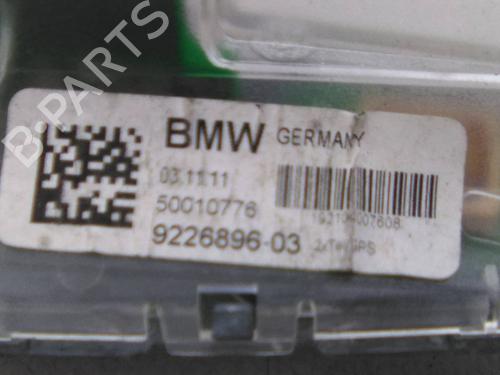 B-PARTS
BMW GERMANY
03.11.11
50010776
9226896-03